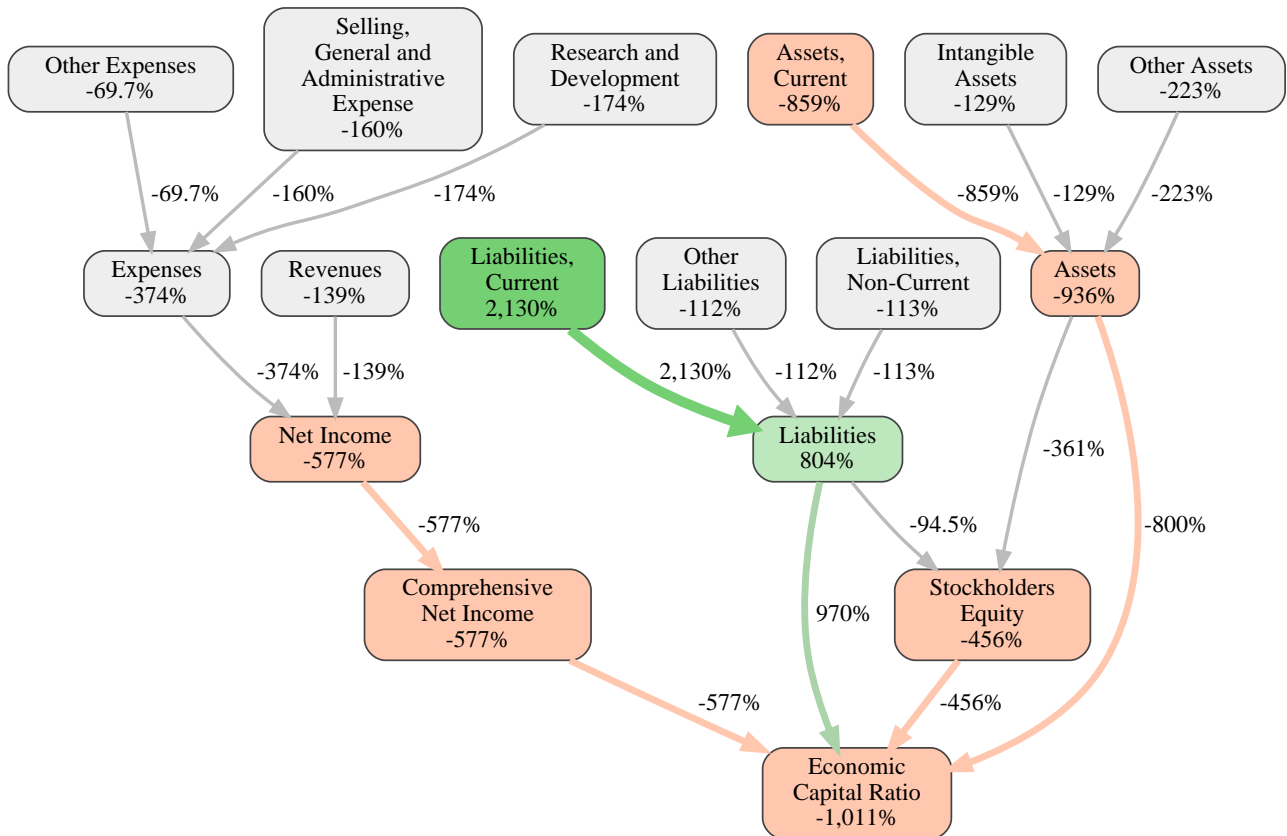 Other Expenses
-69.7%
Selling,
General and
Administrative
Expense
-160%
Research and
Development
-174%
Assets,
Current
-859%
Intangible
Assets
-129%
Other Assets
-223%
-69.7%
-160%
-174%
-859%
-129%
-223%
Expenses
-374%
Revenues
-139%
Liabilities,
Current
2,130%
Other
Liabilities
-112%
Liabilities,
Non-Current
-113%
Assets
-936%
-374%
-139%
2,130%
-112%
-113%
Net Income
-577%
Liabilities
804%
-361%
-577%
-94.5%
-800%
Comprehensive
Net Income
-577%
970%
Stockholders
Equity
-456%
-577%
-456%
Economic
Capital Ratio
-1,011%